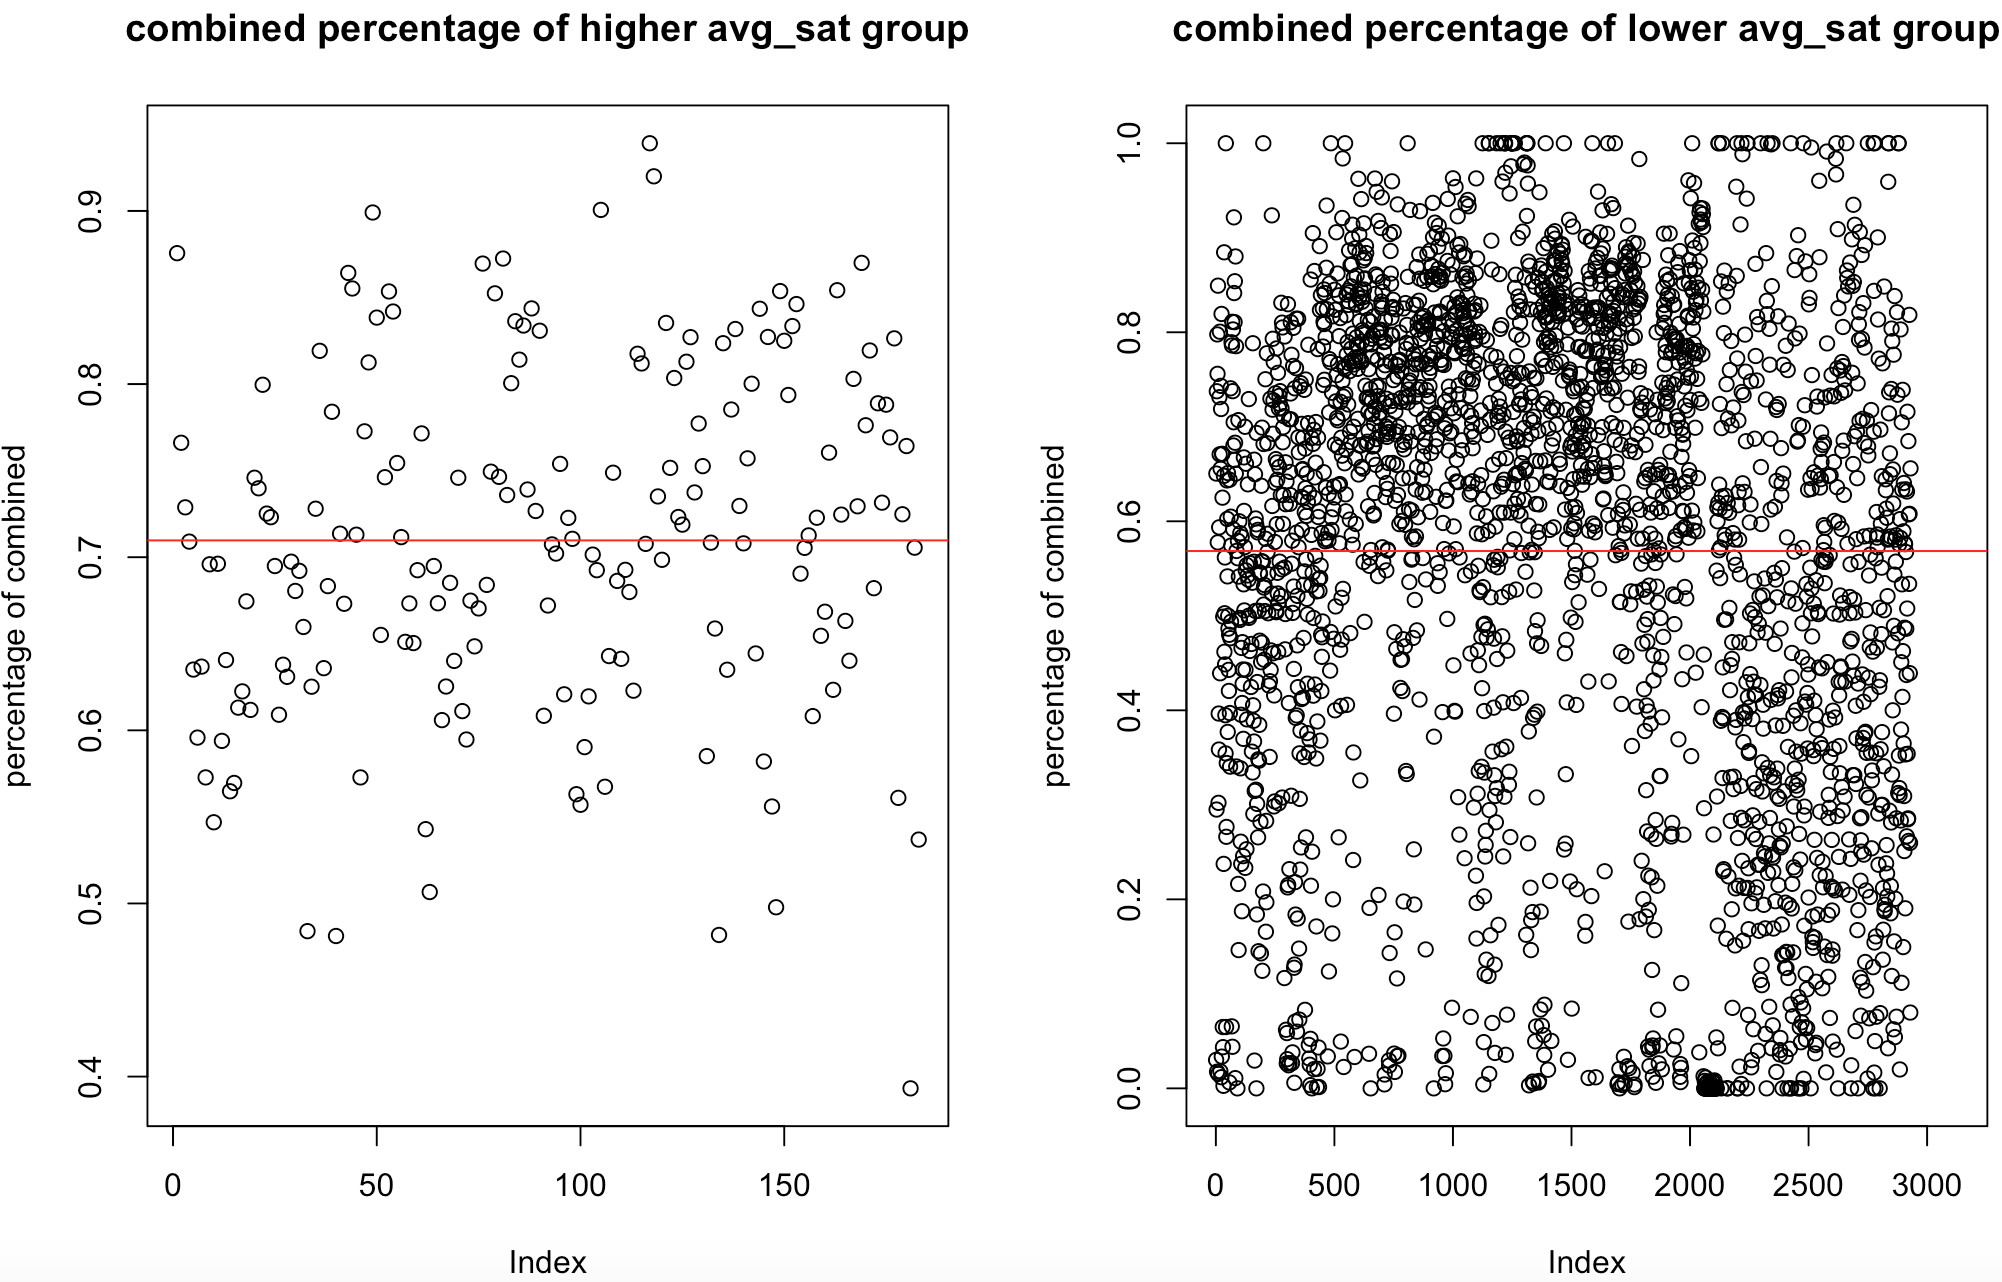 combined percentage of higher avg_sat group
percentage of combined
0.9
0.8
0.7
0.6
0.5
0.4
0 50 100 150
Index
combined percentage of lower avg_sat group
percentage of combined
1.0
0.8
0.6
0.4
0.2
0.0
0 500 1000 1500 2000 2500 3000
Index